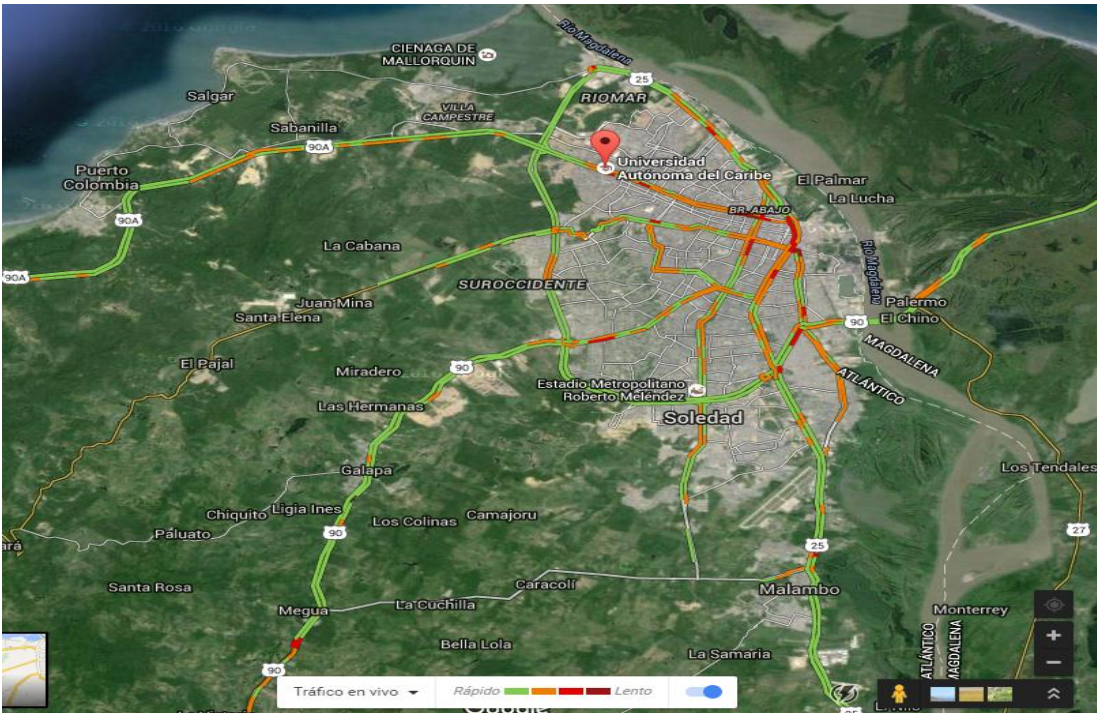 Río Magdalena
CIENAGA DE
MALLORQUIN
25
RIOMAR
Salgar
VILLA
CAMPESTRE
Sabanilla
90A
Puerto
Colombia
Universidad
Autónoma del Caribe
El Palmar
La Lucha
BR. ABAJO
90A
La Cabana
Río Magdalena
90A
SUROCCIDENTE
Juan Mina
Santa Elena
Palermo
El Chino
90
MAGDALENA
ATLÁNTICO
El Pajal
Miradero
90
Estadio Metropolitano
Roberto Meléndez
Las Hermanas
Soledad
Galapa
Los Tendales
Chiquito
Ligia Ines
Los Colinas
Camajoru
Paluato
90
27
ará
25
Santa Rosa
Caracolí
Malambo
Megua
La Cuchilla
Monterrey
Bella Lola
La Samaria
ATLÁNTICO
MAGDALENA
90
Tráfico en vivo
Rápido
Lento
Google